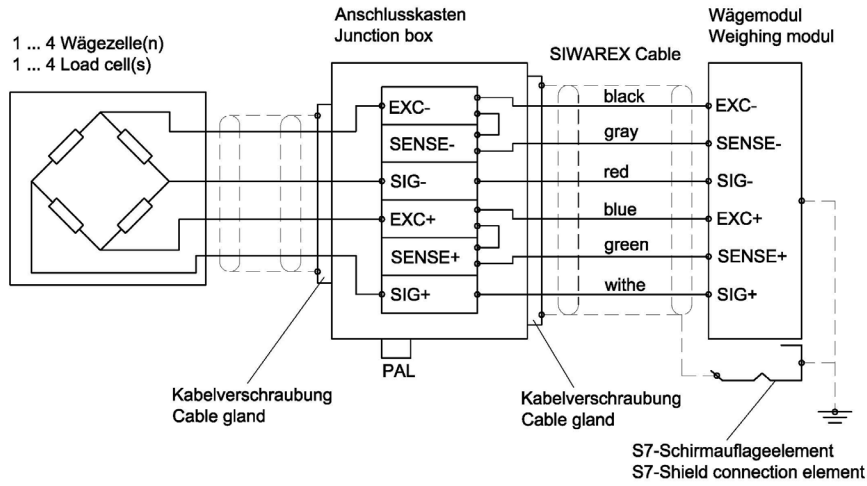 1 ... 4 Wägezelle(n)
1 ... 4 Load cell(s)
Anschlusskasten
Junction box
SIWAREX Cable
Wägemodul
Weighing modul
EXC-
SENSE-
SIG-
EXC+
SENSE+
SIG+
black
gray
red
blue
green
withe
EXC-
SENSE-
SIG-
EXC+
SENSE+
SIG+
PAL
Kabelverschraubung
Cable gland
Kabelverschraubung
Cable gland
S7-Schirmauflageelement
S7-Shield connection element